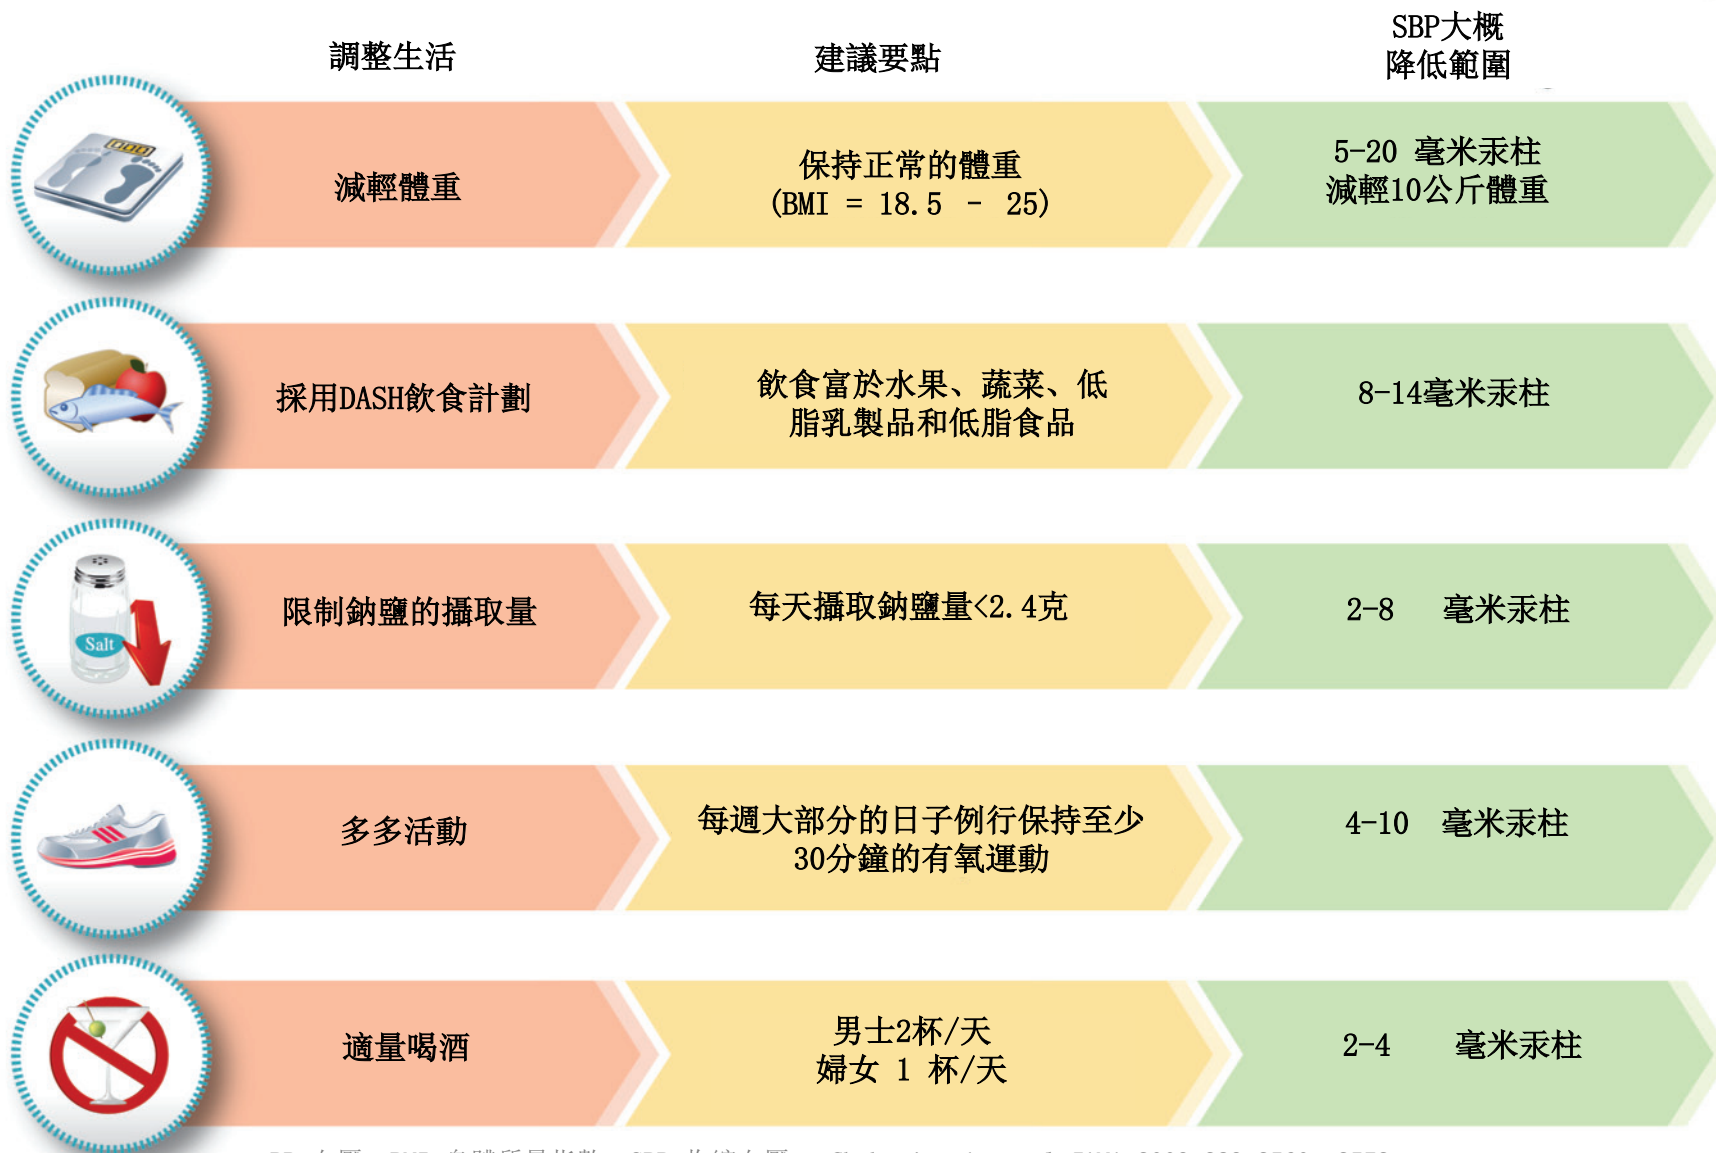 調整生活
建議要點
SBP大概
降低範圍
減輕體重
保持正常的體重
(BMI = 18.5 – 25)
5-20 毫米汞柱
減輕10公斤體重
採用DASH飲食計劃
飲食富於水果、蔬菜、低
脂乳製品和低脂食品
8-14毫米汞柱
Salt
限制鈉鹽的攝取量
每天攝取鈉鹽量<2.4克
2-8 毫米汞柱
多多活動
每週大部分的日子例行保持至少
30分鐘的有氧運動
4-10 毫米汞柱
適量喝酒
男士2杯/天
婦女 1 杯/天
2-4 毫米汞柱